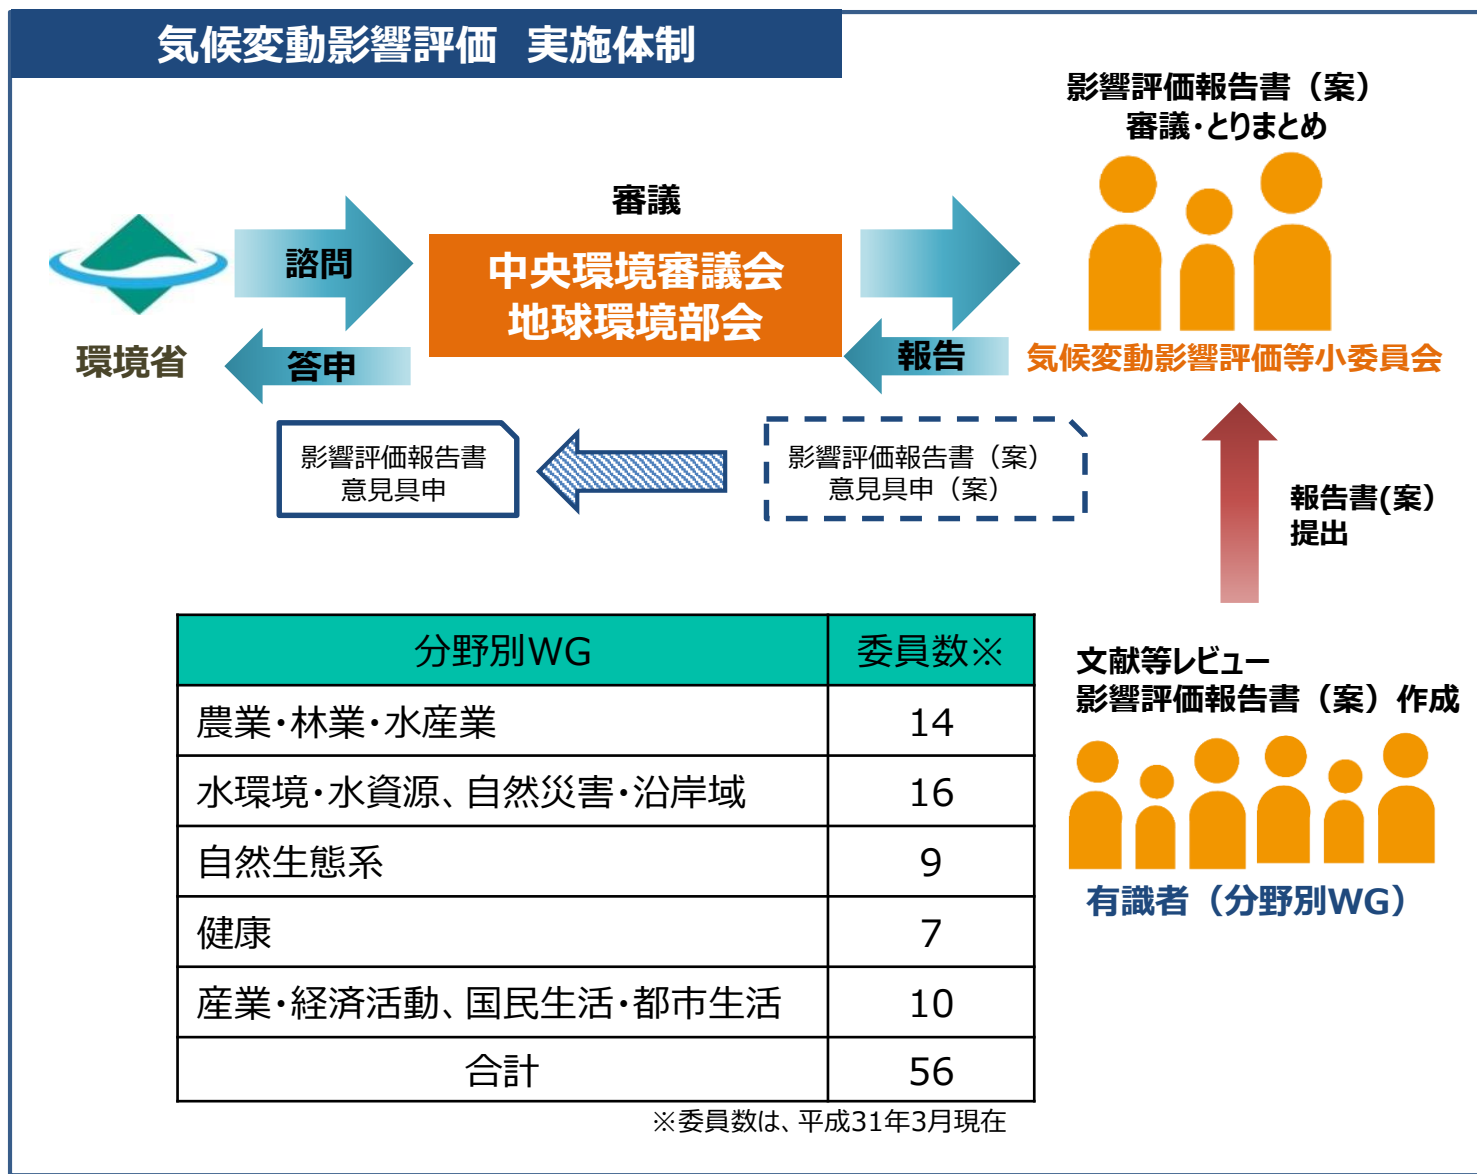 気候変動影響評価 実施体制
影響評価報告書（案）
審議・とりまとめ
審議
諮問
中央環境審議会
地球環境部会
環境省
答申
報告
気候変動影響評価等小委員会
影響評価報告書
意見具申
影響評価報告書（案）
意見具申（案）
報告書(案）
提出
分野別WG 委員数※
農業・林業・水産業 14
水環境・水資源、自然災害・沿岸域 16
自然生態系 9
健康 7
産業・経済活動、国民生活・都市生活 10
合計 56
※委員数は、平成31年3月現在
文献等レビュー
影響評価報告書（案）作成
有識者（分野別WG）